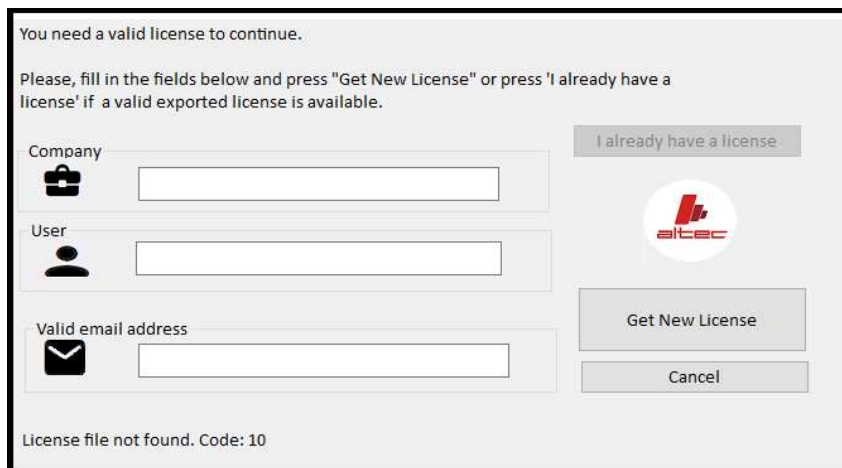 You need a valid license to continue.
Please, fill in the fields below and press "Get New License" or press 'I already have a
license' if a valid exported license is available.
I already have a license
Company
altec
User
Get New License
Valid email address
Cancel
License file not found. Code: 10